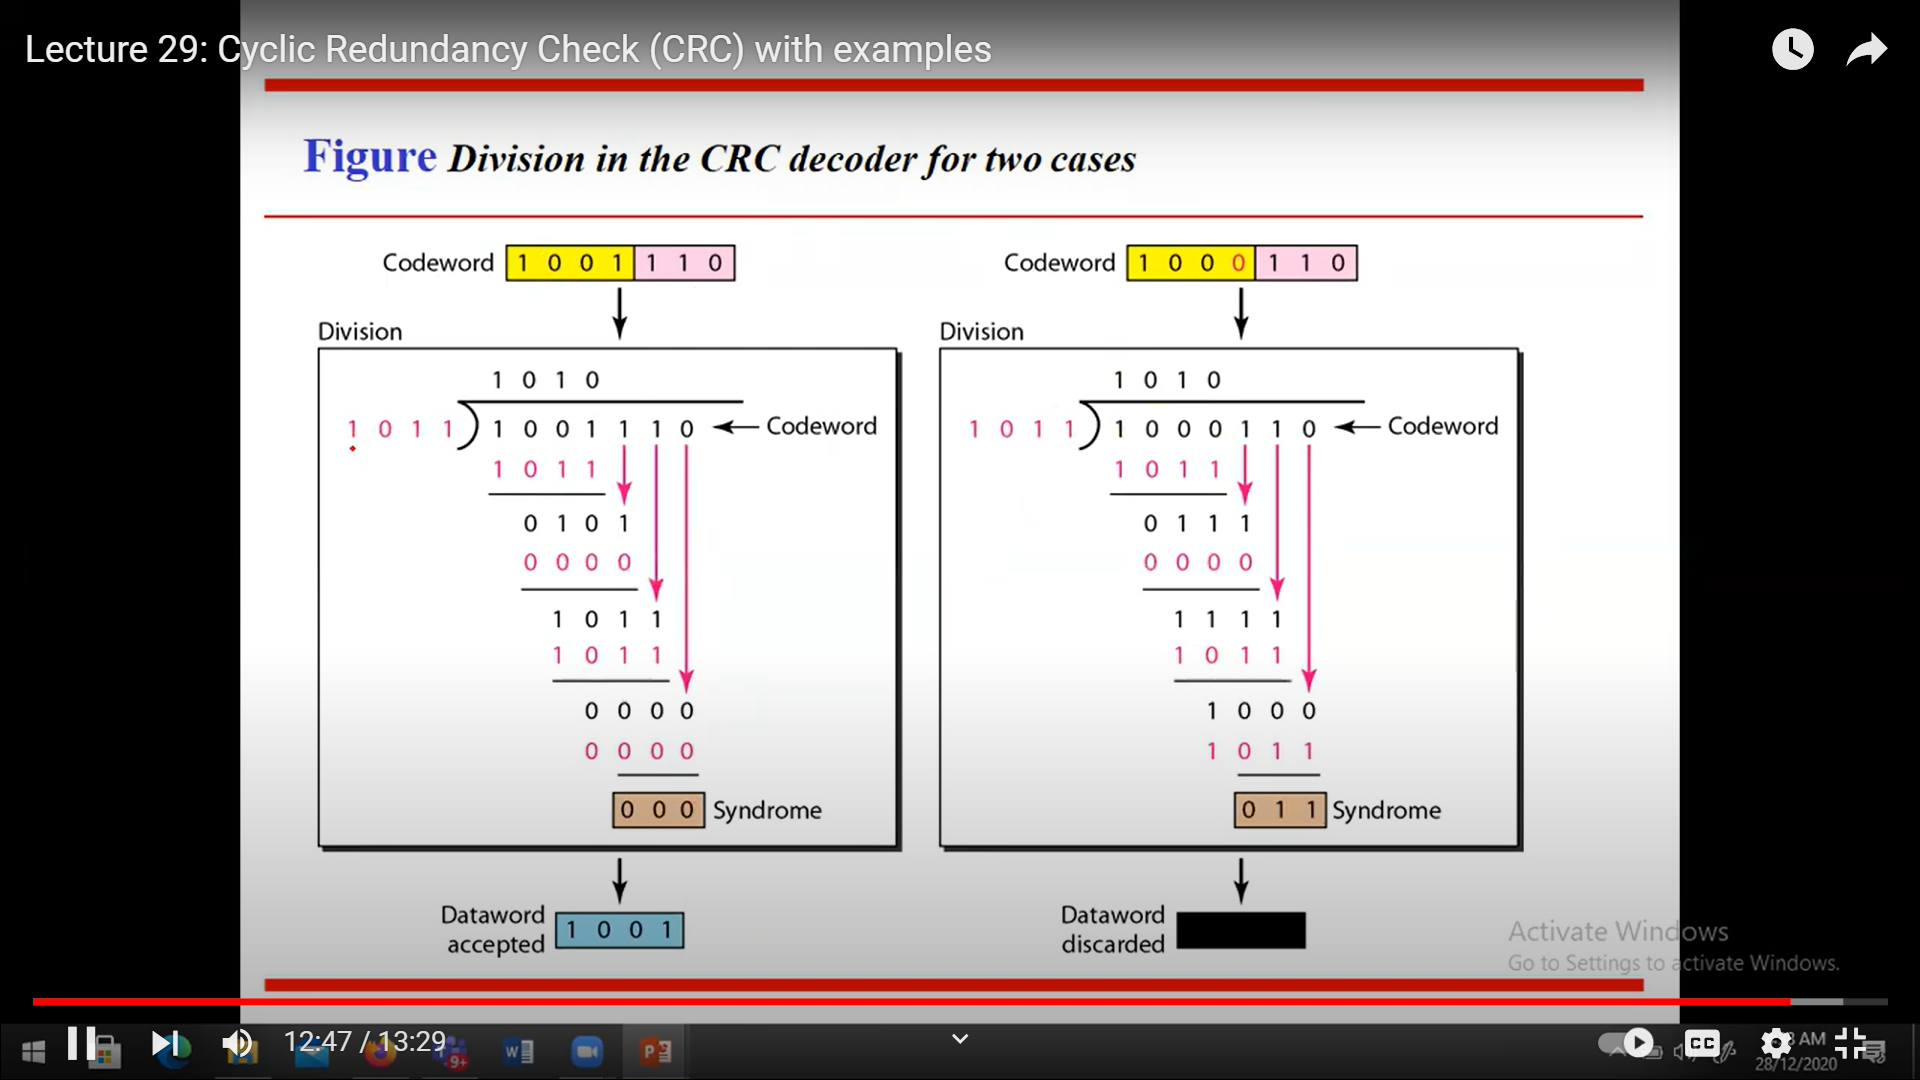 Lecture 29: Cyclic Redundancy Check (CRC) with examples
Figure Division in the CRC decoder for two cases
Codeword 1 0 0 1 1 1 0
Division
1 0 1 0
1 0 1 1 1 0 0 1 1 1 0 Codeword
1 0 1 1
0 1 0 1
0 0 0 0
1 0 1 1
1 0 1 1
0 0 0 0
0 0 0 0
0 0 0 Syndrome
Dataword
accepted
1 0 0 1
Codeword 1 0 0 0 1 1 0
Division
1 0 1 0
1 0 1 1 1 0 0 0 1 1 0 Codeword
1 0 1 1
0 1 1 1
0 0 0 0
1 1 1 1
1 0 1 1
1 0 0 0
1 0 1 1
0 1 1 Syndrome
Dataword
discarded
Activate Windows
Go to Settings to activate Windows.
12:47 / 13:29
9+
CC
AM
28/12/2020